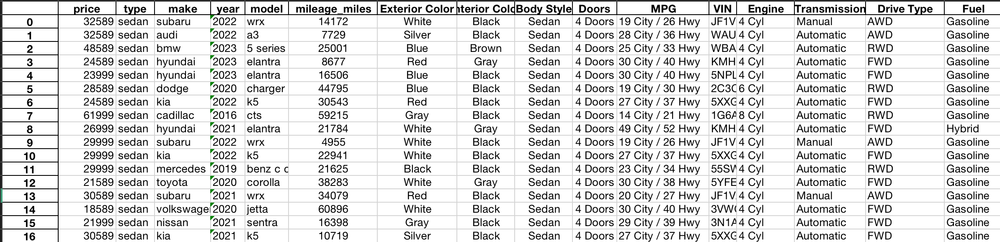 price type make year model mileage_miles Exterior Color Body Style Doors MPG VIN Engine Transmission Drive Type Fuel
0 32589 sedan subaru 2022 wrx 14172 White Black Sedan 4 Doors 19 City / 26 Hwy JF1V 4 Cyl Manual AWD Gasoline
1 32589 sedan audi 2022 a3 7729 Silver Black Sedan 4 Doors 28 City / 36 Hwy WAU 4 Cyl Automatic AWD Gasoline
2 48589 sedan bmw 2023 5 series 25001 Blue Brown Sedan 4 Doors 25 City / 33 Hwy WBA 4 Cyl Automatic RWD Gasoline
3 24589 sedan hyundai 2023 elantra 8677 Red Gray Sedan 4 Doors 30 City / 40 Hwy KMH 4 Cyl Automatic FWD Gasoline
4 23999 sedan hyundai 2023 elantra 16506 Blue Black Sedan 4 Doors 30 City / 40 Hwy 5NPL 4 Cyl Automatic FWD Gasoline
5 28589 sedan dodge 2020 charger 44795 Blue Black Sedan 4 Doors 19 City / 30 Hwy 2C3C 6 Cyl Automatic RWD Gasoline
6 24589 sedan kia 2022 k5 30543 Red Black Sedan 4 Doors 27 City / 37 Hwy 5XXG 4 Cyl Automatic FWD Gasoline
7 61999 sedan cadillac 2016 cts 59215 Gray Black Sedan 4 Doors 14 City / 21 Hwy 1G6A 8 Cyl Automatic RWD Gasoline
8 26999 sedan hyundai 2021 elantra 21784 White Gray Sedan 4 Doors 49 City / 52 Hwy KMH 4 Cyl Automatic FWD Hybrid
9 29999 sedan subaru 2022 wrx 4955 White Black Sedan 4 Doors 19 City / 26 Hwy JF1V 4 Cyl Manual AWD Gasoline
10 29999 sedan kia 2022 k5 22941 White Black Sedan 4 Doors 27 City / 37 Hwy 5XXG 4 Cyl Automatic FWD Gasoline
11 29999 sedan mercedes 2019 benz c c 21625 Black Black Sedan 4 Doors 23 City / 34 Hwy 55SW 4 Cyl Automatic RWD Gasoline
12 21589 sedan toyota 2020 corolla 38283 White Gray Sedan 4 Doors 30 City / 38 Hwy 5YFE 4 Cyl Automatic FWD Gasoline
13 30589 sedan subaru 2021 wrx 34079 Red Black Sedan 4 Doors 20 City / 27 Hwy JF1V 4 Cyl Manual AWD Gasoline
14 18589 sedan volkswage 2020 jetta 60896 White Black Sedan 4 Doors 30 City / 40 Hwy 3VW 4 Cyl Automatic FWD Gasoline
15 21999 sedan nissan 2021 sentra 16398 Gray Black Sedan 4 Doors 29 City / 39 Hwy 3N1A 4 Cyl Automatic FWD Gasoline
16 30589 sedan kia 2021 k5 10719 Silver Black Sedan 4 Doors 27 City / 37 Hwy 5XXG 4 Cyl Automatic FWD Gasoline